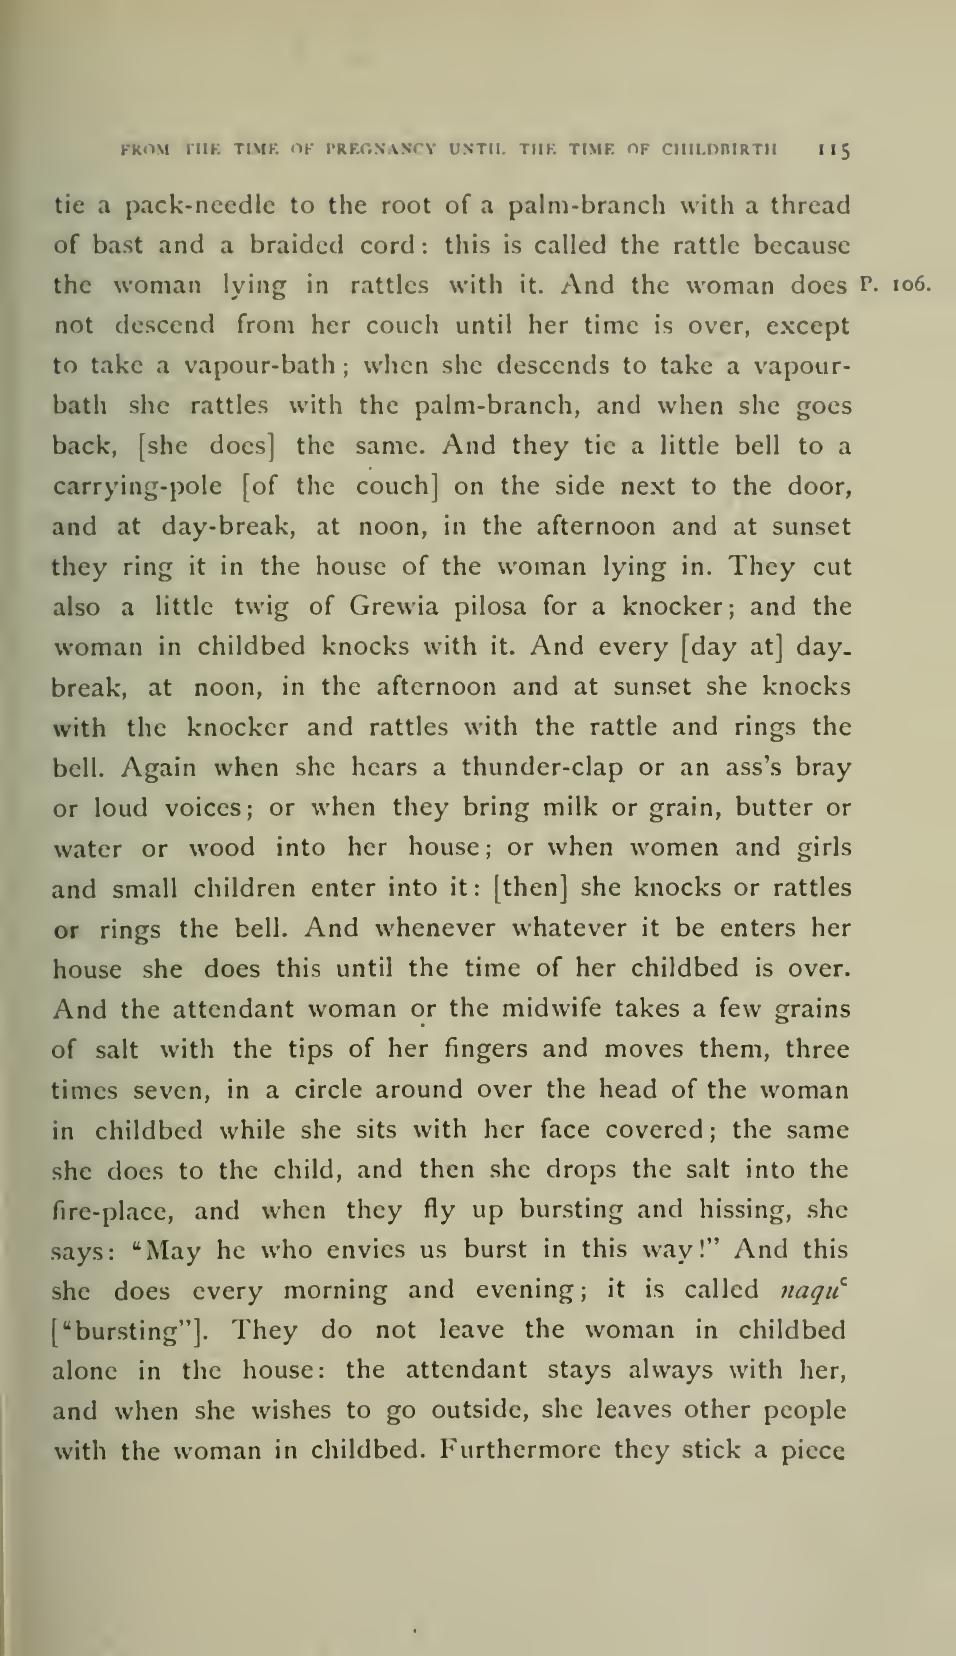 FROM THE TIME OF PREGNANCY UNTIL THE TIME OF CHILDBIRTH 115
tie a pack-needle to the root of a palm-branch with a thread
of bast and a braided cord: this is called the rattle because
the woman lying in rattles with it. And the woman does P. 106.
not descend from her couch until her time is over, except
to take a vapour-bath; when she descends to take a vapour-
bath she rattles with the palm-branch, and when she goes
back, [she does] the same. And they tie a little bell to a
carrying-pole [of the couch] on the side next to the door,
and at day-break, at noon, in the afternoon and at sunset
they ring it in the house of the woman lying in. They cut
also a little twig of Grewia pilosa for a knocker; and the
woman in childbed knocks with it. And every [day at] day-
break, at noon, in the afternoon and at sunset she knocks
with the knocker and rattles with the rattle and rings the
bell. Again when she hears a thunder-clap or an ass's bray
or loud voices; or when they bring milk or grain, butter or
water or wood into her house; or when women and girls
and small children enter into it: [then] she knocks or rattles
or rings the bell. And whenever whatever it be enters her
house she does this until the time of her childbed is over.
And the attendant woman or the midwife takes a few grains
of salt with the tips of her fingers and moves them, three
times seven, in a circle around over the head of the woman
in childbed while she sits with her face covered; the same
she does to the child, and then she drops the salt into the
fire-place, and when they fly up bursting and hissing, she
says: “May he who envies us burst in this way!” And this
she does every morning and evening; it is called naquʿ
[“bursting”]. They do not leave the woman in childbed
alone in the house: the attendant stays always with her,
and when she wishes to go outside, she leaves other people
with the woman in childbed. Furthermore they stick a piece